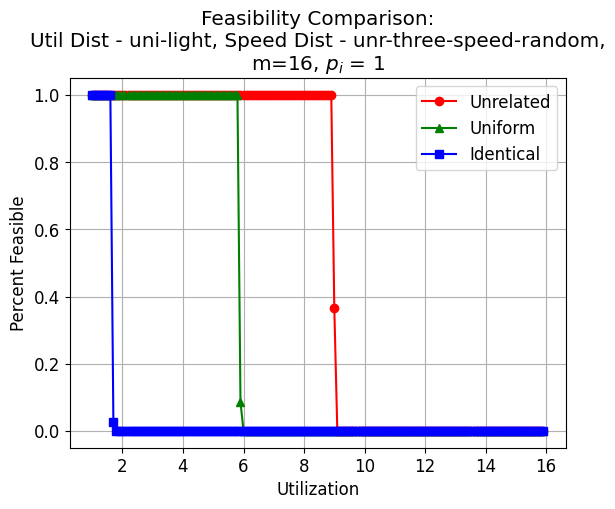 Feasibility Comparison:
Util Dist - uni-light, Speed Dist - unr-three-speed-random,
m=16, $p_i$ = 1
1.0
0.8
0.6
0.4
0.2
0.0
Percent Feasible
Unrelated
Uniform
Identical
2 4 6 8 10 12 14 16
Utilization